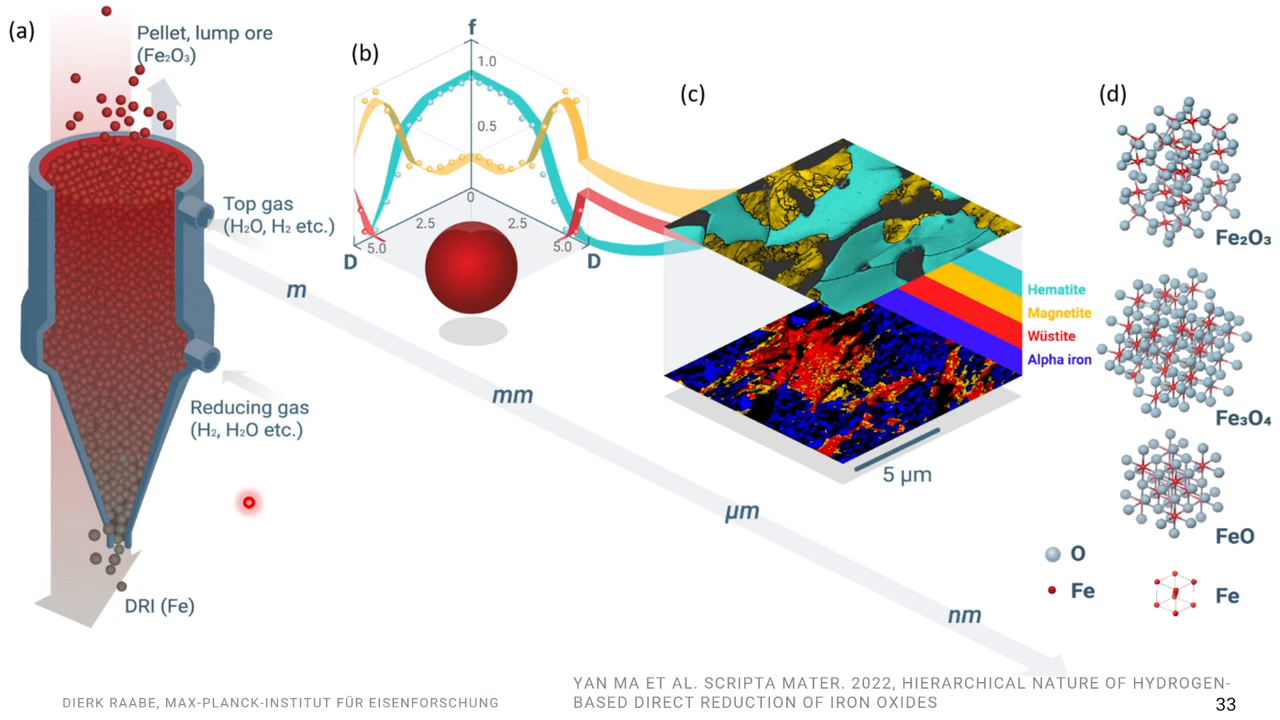 (a)
Pellet, lump ore
(Fe₂O₃)
Top gas
(H₂O, H₂ etc.)
Reducing gas
(H₂, H₂O etc.)
DRI (Fe)
(b)
f
1.0
0.5
0
2.5
2.5
5.0
5.0
D
D
(c)
Hematite
Magnetite
Wüstite
Alpha iron
5 µm
m
mm
µm
nm
(d)
Fe₂O₃
Fe₃O₄
FeO
Fe
O
Fe
DIERK RAABE, MAX-PLANCK-INSTITUT FÜR EISENFORSCHUNG
YAN MA ET AL. SCRIPTA MATER. 2022, HIERARCHICAL NATURE OF HYDROGEN-
BASED DIRECT REDUCTION OF IRON OXIDES
33